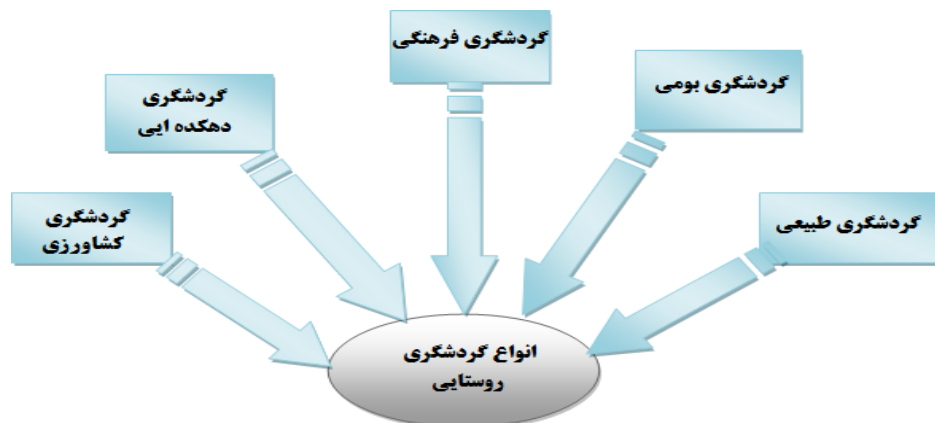 گردشگری فرهنگی
گردشگری بومی
گردشگری
دهکده ایی
گردشگری طبیعی
گردشگری
کشاورزی
انواع گردشگری
روستایی